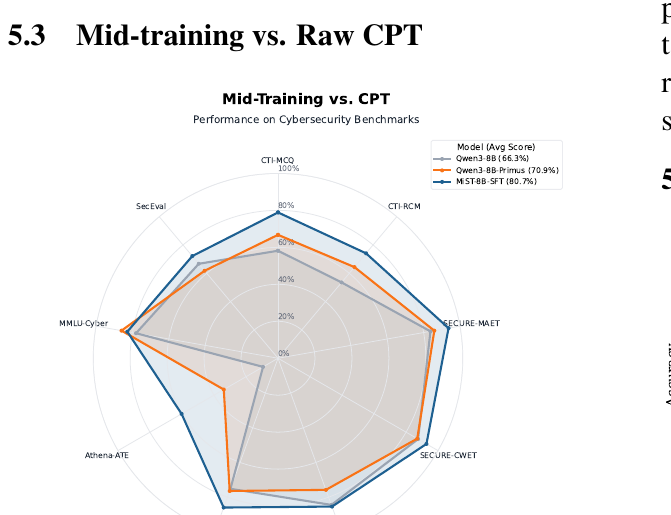 5.3 Mid-training vs. Raw CPT
Mid-Training vs. CPT
Performance on Cybersecurity Benchmarks
Model (Avg Score)
Qwen3-8B (66.3%)
Qwen3-8B-Primus (70.9%)
MiST-8B-SFT (80.7%)
CTI-MCQ
100%
80%
60%
40%
20%
0%
SecEval
CTI-RCM
MMLU-Cyber
SECURE-MAET
Athena-ATE
SECURE-CWET